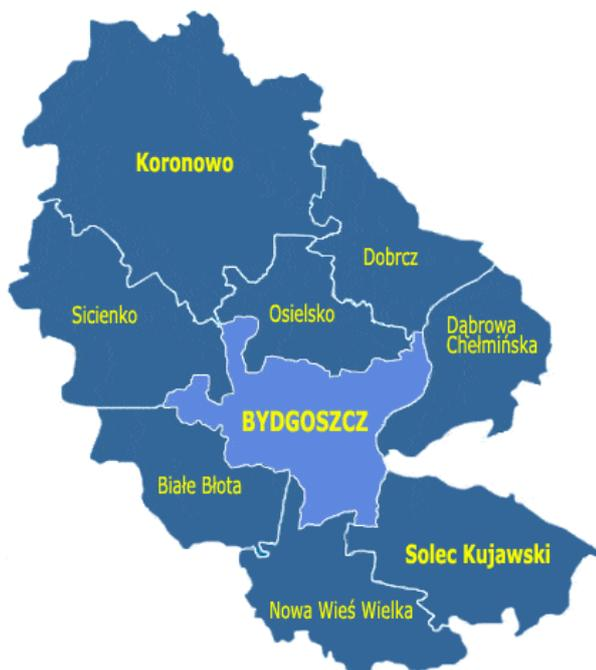 Koronowo
Dobrcz
Sicienko
Osielsko
Dąbrowa
Chełmińska
BYDGOSZCZ
Białe Błota
Solec Kujawski
Nowa Wieś Wielka